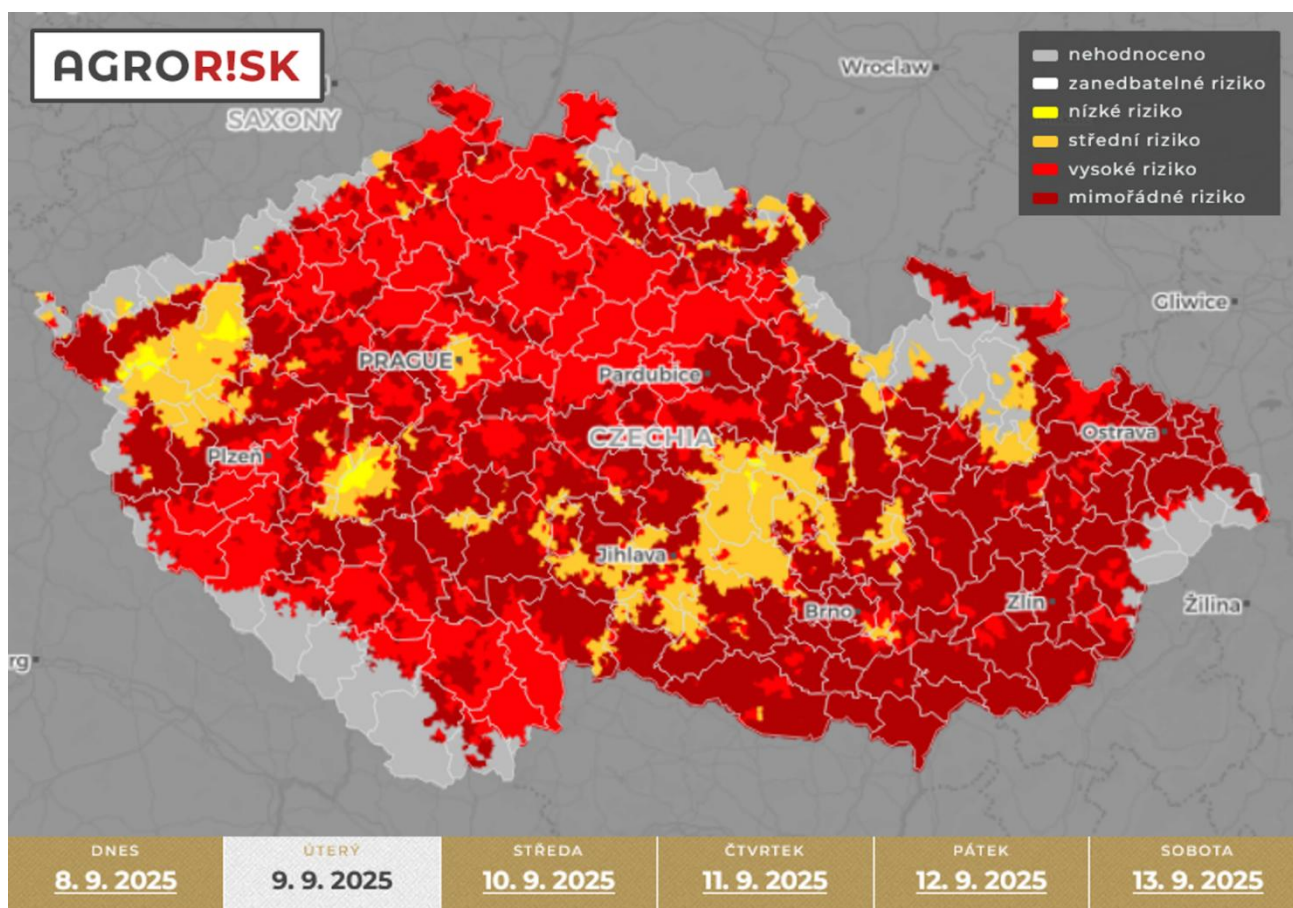 AGROR!SK
Wroclaw
SAXONY
nehodnoceno
zanedbatelné riziko
nízké riziko
střední riziko
vysoké riziko
mimořádné riziko
Gliwice
PRAGUE
Pardubice
CZECHIA
Ostrava
Plzeň
Jihlava
Brno
Zlín
Žilina
rg
DNES
8. 9. 2025
ÚTERÝ
9. 9. 2025
STŘEDA
10. 9. 2025
ČTVRTEK
11. 9. 2025
PÁTEK
12. 9. 2025
SOBOTA
13. 9. 2025